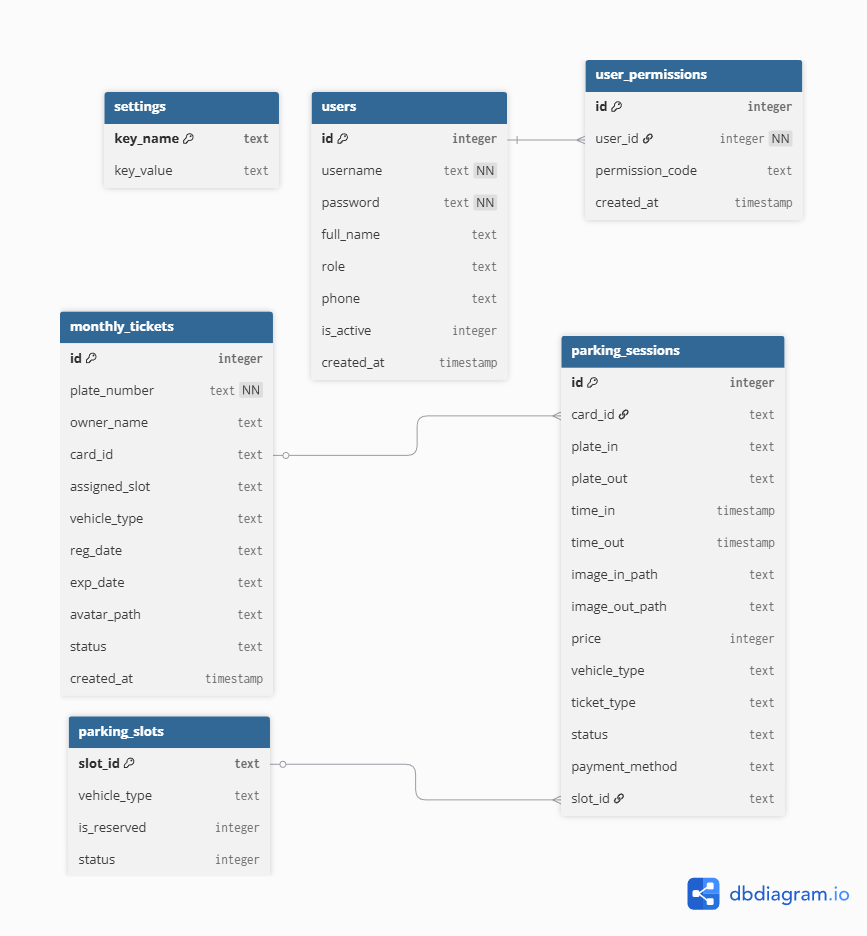 settings
key_name text
key_value text
users
id integer
username text NN
password text NN
full_name text
role text
phone text
is_active integer
created_at timestamp
user_permissions
id integer
user_id integer NN
permission_code text
created_at timestamp
monthly_tickets
id integer
plate_number text NN
owner_name text
card_id text
assigned_slot text
vehicle_type text
reg_date text
exp_date text
avatar_path text
status text
created_at timestamp
parking_sessions
id integer
card_id text
plate_in text
plate_out text
time_in timestamp
time_out timestamp
image_in_path text
image_out_path text
price integer
vehicle_type text
ticket_type text
status text
payment_method text
slot_id text
parking_slots
slot_id text
vehicle_type text
is_reserved integer
status integer
dbdiagram.io